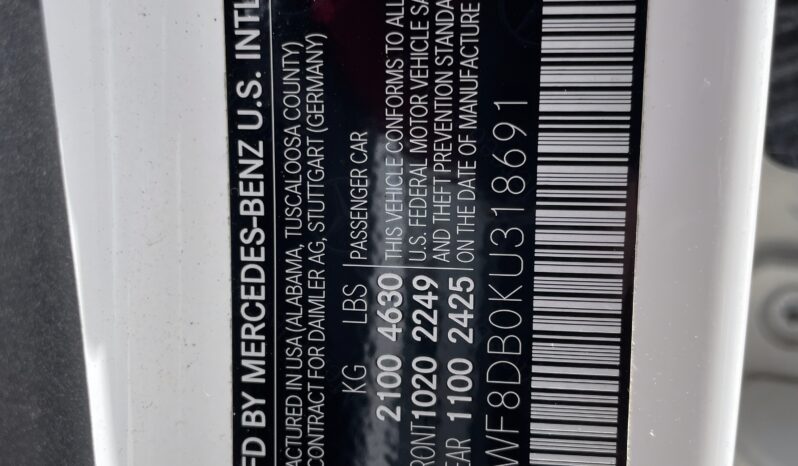 FD BY MERCEDES-BENZ U.S. INTL
ACTURED IN USA (ALABAMA, TUSCALOOSA COUNTY)
CONTRACT FOR DAIMLER AG, STUTTGART (GERMANY)
KG LBS PASSENGER CAR
2100 4630 THIS VEHICLE CONFORMS TO ALL
RONT 1020 2249 U.S. FEDERAL MOTOR VEHICLE SA
EAR 1100 2425 AND THEFT PREVENTION STANDA
ON THE DATE OF MANUFACTURE
WF8DB0KU318691